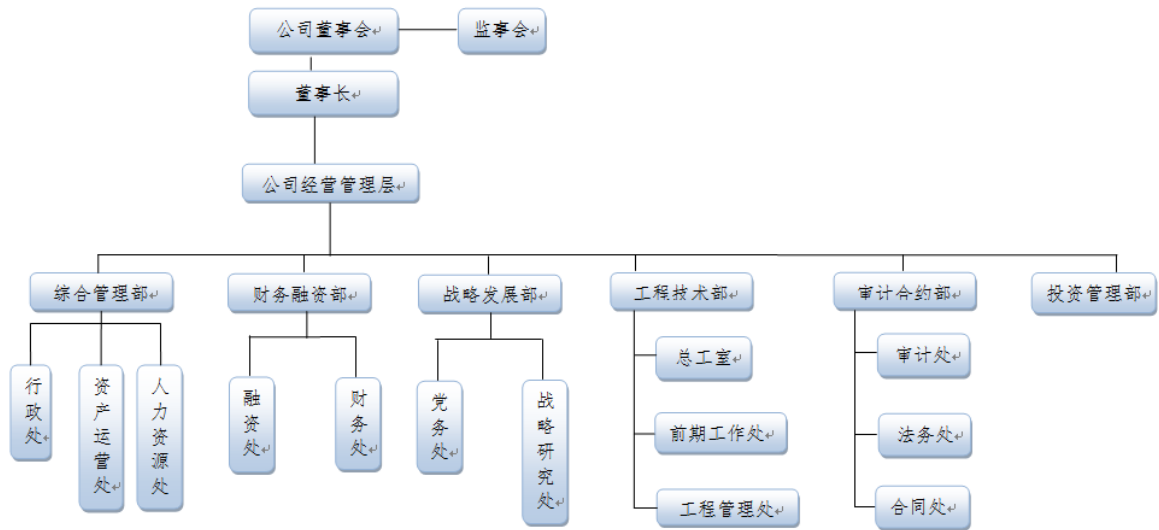 公司董事会
监事会
董事长
公司经营管理层
综合管理部
财务融资部
战略发展部
工程技术部
审计合约部
投资管理部
行政处
资产运营处
人力资源处
融资处
财务处
党务处
战略研究处
总工室
前期工作处
工程管理处
审计处
法务处
合同处